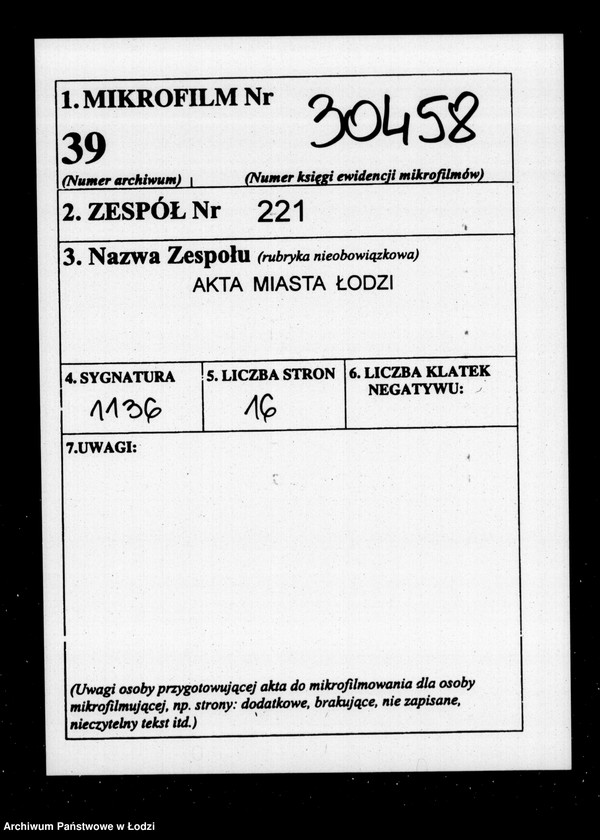 1. MIKROFILM Nr 30458
39
(Numer archiwum) (Numer księgi ewidencji mikrofilmów)
2. ZESPÓŁ Nr 221
3. Nazwa Zespołu (rubryka nieobowiązkowa)
AKTA MIASTA ŁODZI
4. SYGNATURA 5. LICZBA STRON 6. LICZBA KLATEK
NEGATYWU:
1136 16
7.UWAGI:
(Uwagi osoby przygotowującej akta do mikrofilmowania dla osoby
mikrofilmującej, np. strony: dodatkowe, brakujące, nie zapisane,
nieczytelny tekst itd.)
Archiwum Państwowe w Łodzi